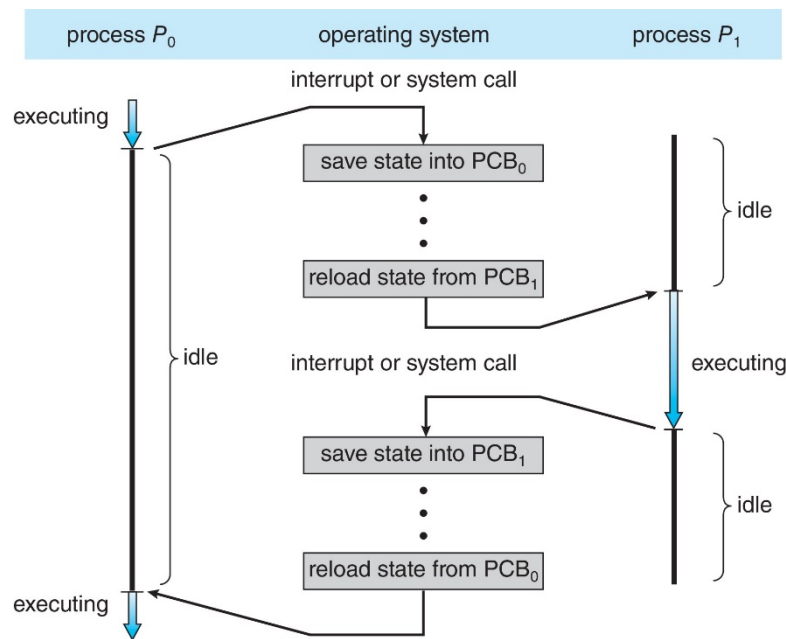 process P₀ operating system process P₁
interrupt or system call
executing
save state into PCB₀
idle
reload state from PCB₁
idle
interrupt or system call
executing
save state into PCB₁
idle
reload state from PCB₀
executing